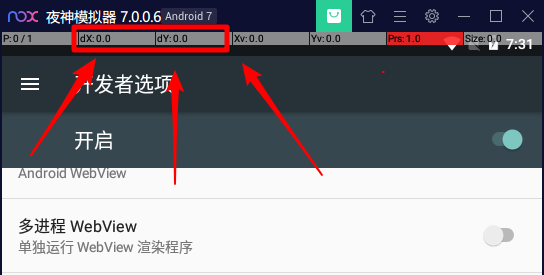 nox 夜神模拟器 7.0.0.6 Android 7
P: 0 / 1 dX: 0.0 dY: 0.0 Xv: 0.0 Yv: 0.0 Prs: 1.0 Size: 0.0
7:31
开发者选项
开启
Android WebView
多进程 WebView
单独运行 WebView 渲染程序